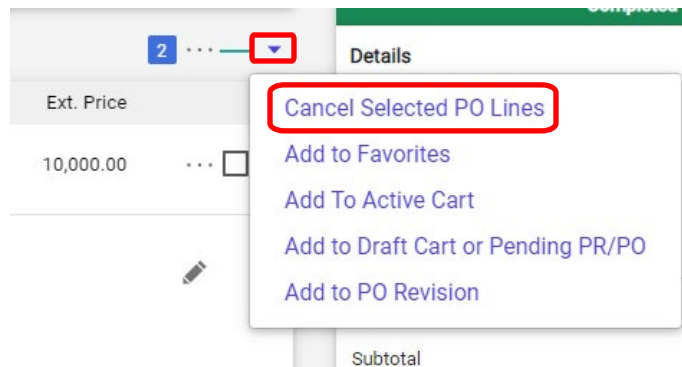 Completed
2 ...
Details
Ext. Price
10,000.00 ...
Cancel Selected PO Lines
Add to Favorites
Add To Active Cart
Add to Draft Cart or Pending PR/PO
Add to PO Revision
Subtotal